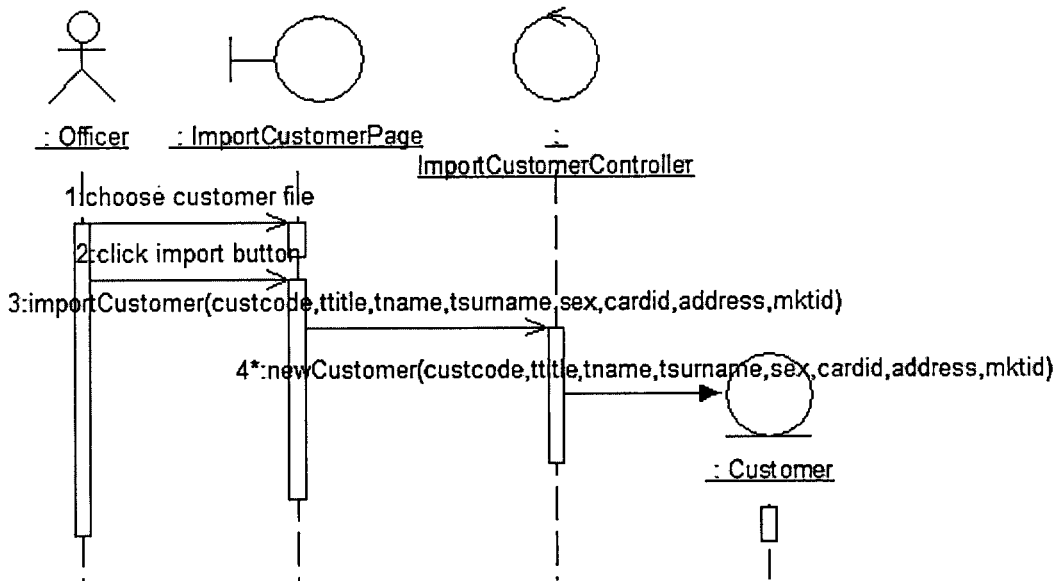 : Officer
: ImportCustomerPage
:
ImportCustomerController
1:choose customer file
2:click import button
3:importCustomer(custcode,ttitle,tname,tsurname,sex,cardid,address,mktid)
4*:newCustomer(custcode,ttitle,tname,tsurname,sex,cardid,address,mktid)
: Customer